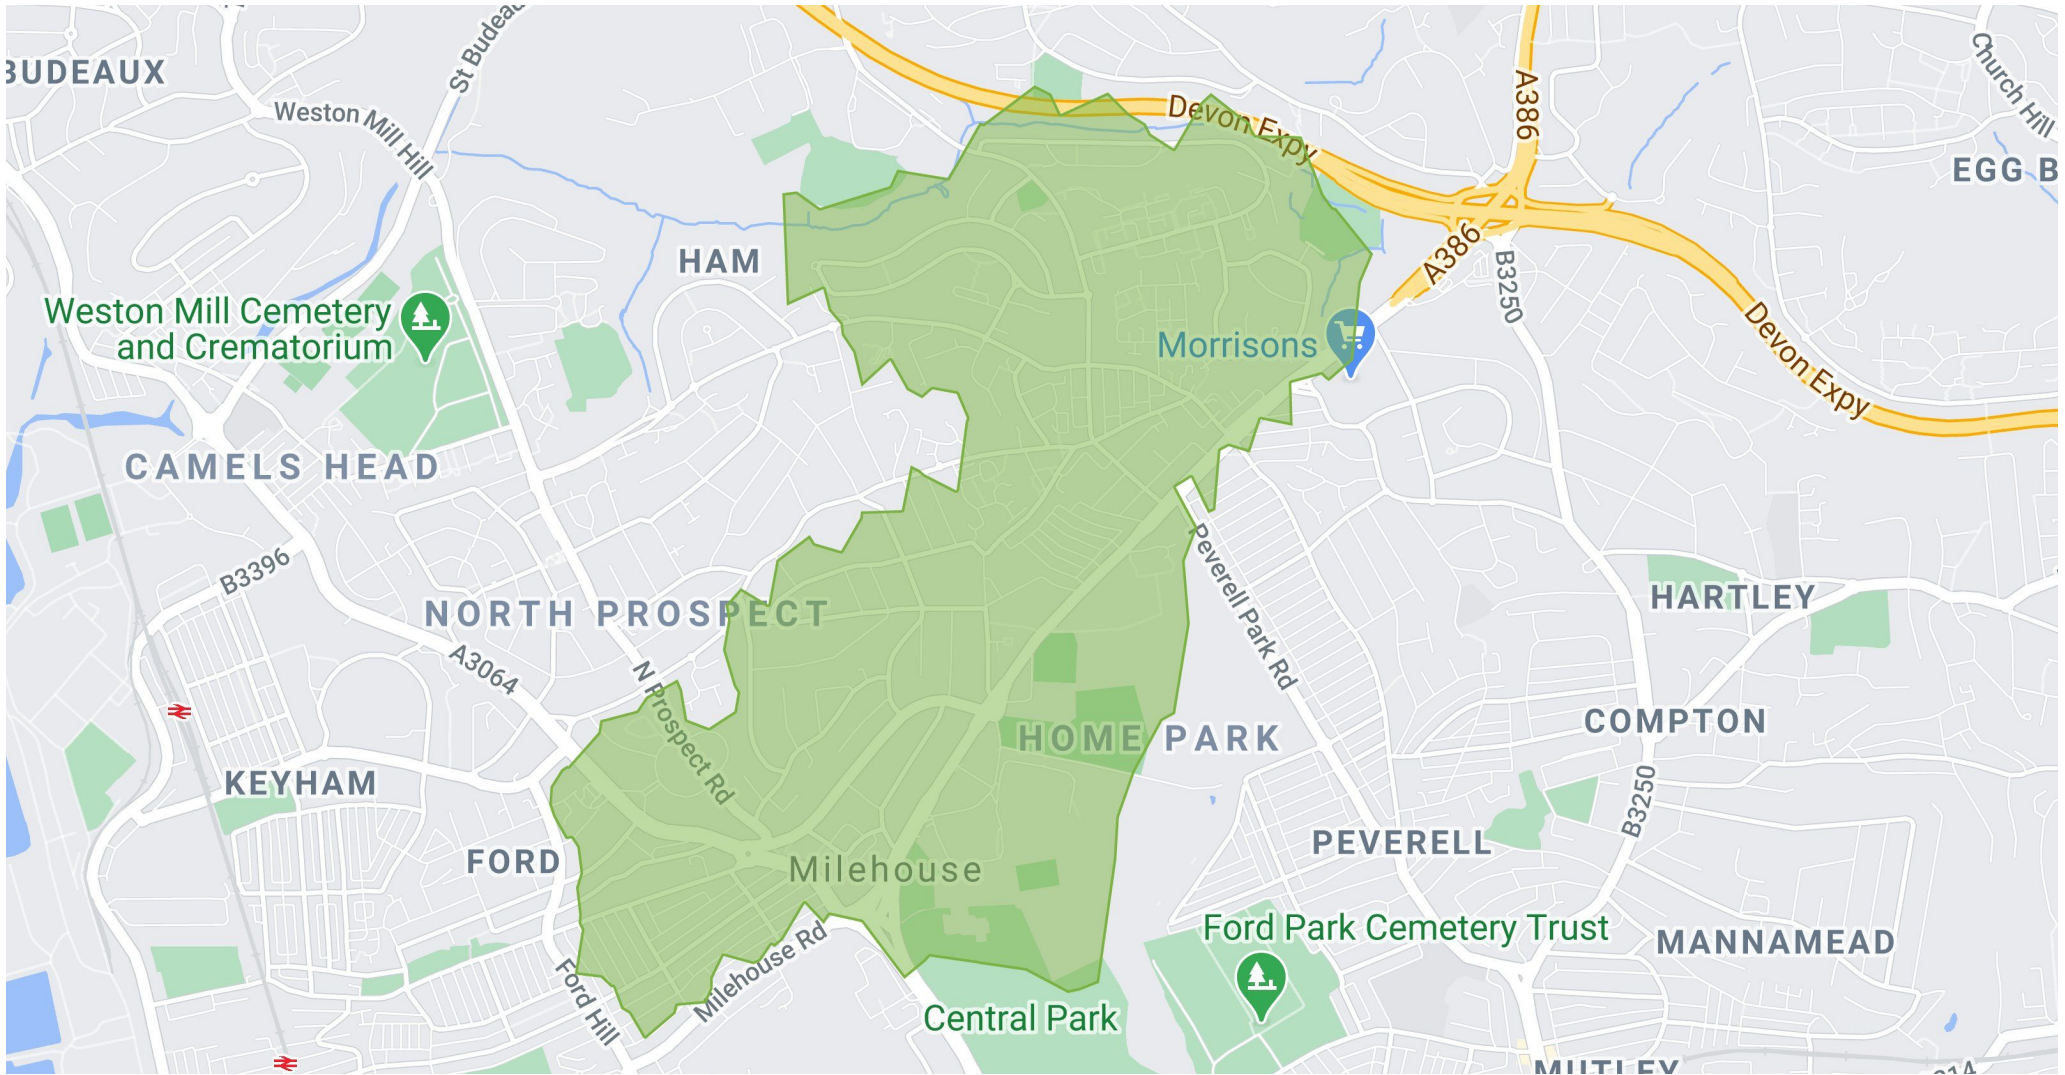 BUDEAUX
St Budeau
Weston Mill Hill
Devon Expy
A386
Church Hill
EGG B
HAM
A386
B3250
Weston Mill Cemetery
and Crematorium
Morrisons
Devon Expy
CAMELS HEAD
B3396
Peverell Park Rd
NORTH PROSPECT
HARTLEY
A3064
N Prospect Rd
COMPTON
HOME PARK
KEYHAM
B3250
PEVERELL
FORD
Milehouse
Ford Park Cemetery Trust
MANNAMEAD
Milehouse Rd
Ford Hill
Central Park
MUTLEY